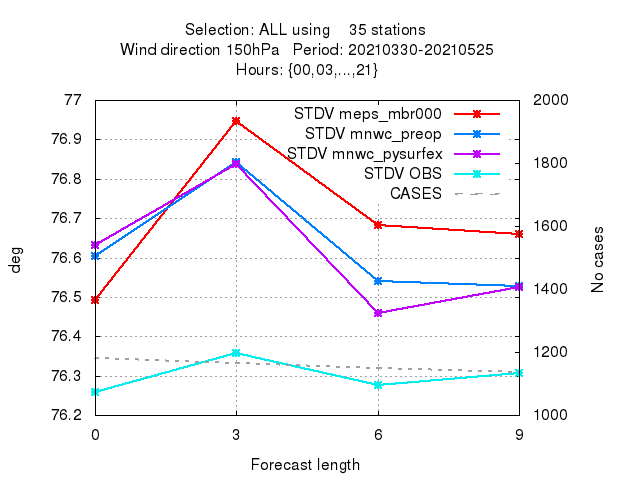 Selection: ALL using    35 stations
Wind direction 150hPa   Period: 20210330-20210525
Hours: {00,03,...,21}
77
76.9
76.8
76.7
76.6
76.5
76.4
76.3
76.2
deg
STDV meps_mbr000
STDV mnwc_preop
STDV mnwc_pysurfex
STDV OBS
CASES
2000
1800
1600
1400
1200
1000
No cases
0 3 6 9
Forecast length